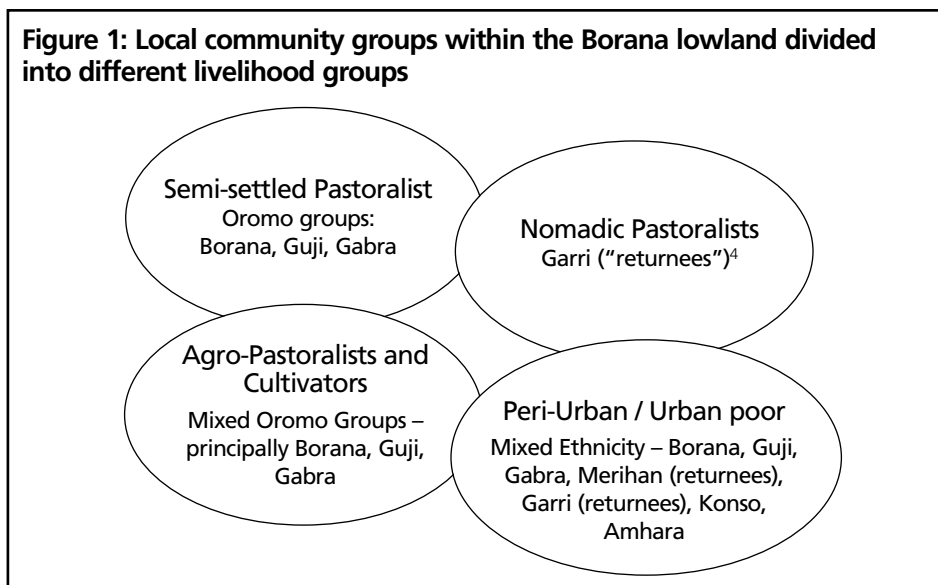 Figure 1: Local community groups within the Borana lowland divided
into different livelihood groups
Semi-settled Pastoralist
Oromo groups:
Borana, Guji, Gabra
Nomadic Pastoralists
Garri (“returnees”)⁴
Agro-Pastoralists and
Cultivators
Mixed Oromo Groups –
principally Borana, Guji,
Gabra
Peri-Urban / Urban poor
Mixed Ethnicity – Borana, Guji,
Gabra, Merihan (returnees),
Garri (returnees), Konso,
Amhara